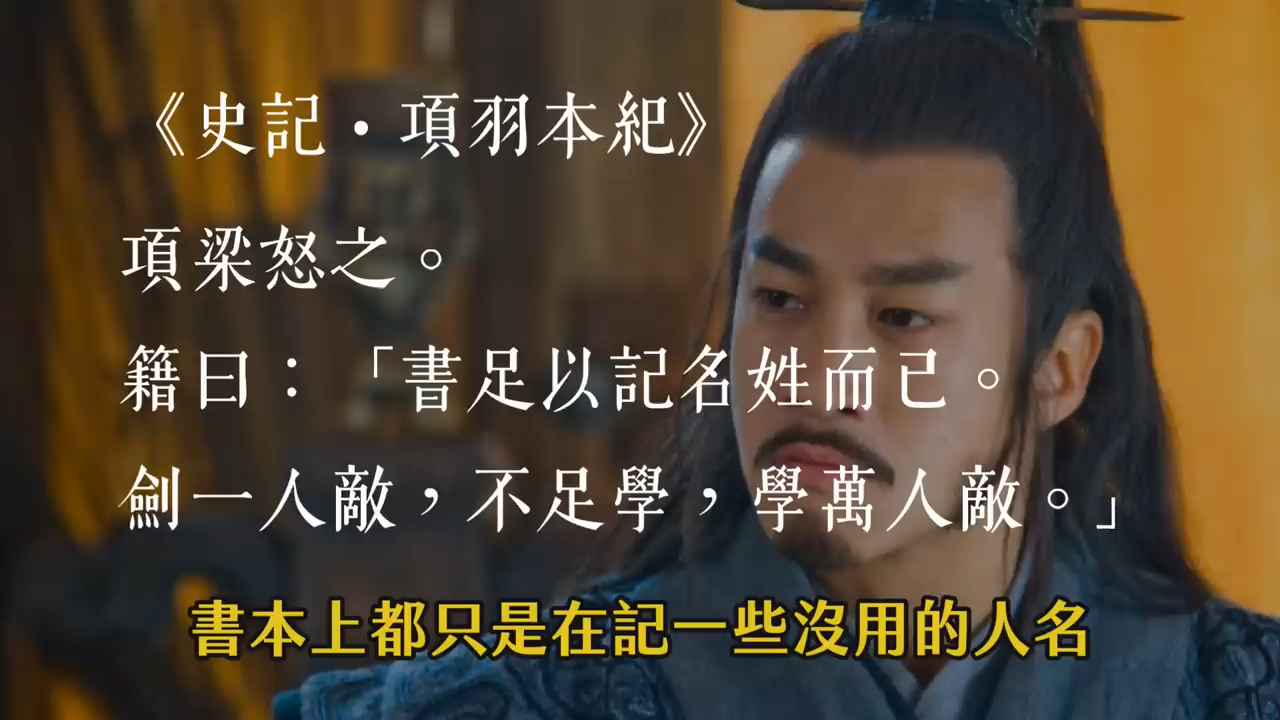 《史記・項羽本紀》
項梁怒之。
籍曰：「書足以記名姓而已。
劍一人敵，不足學，學萬人敵。」
書本上都只是在記一些沒用的人名